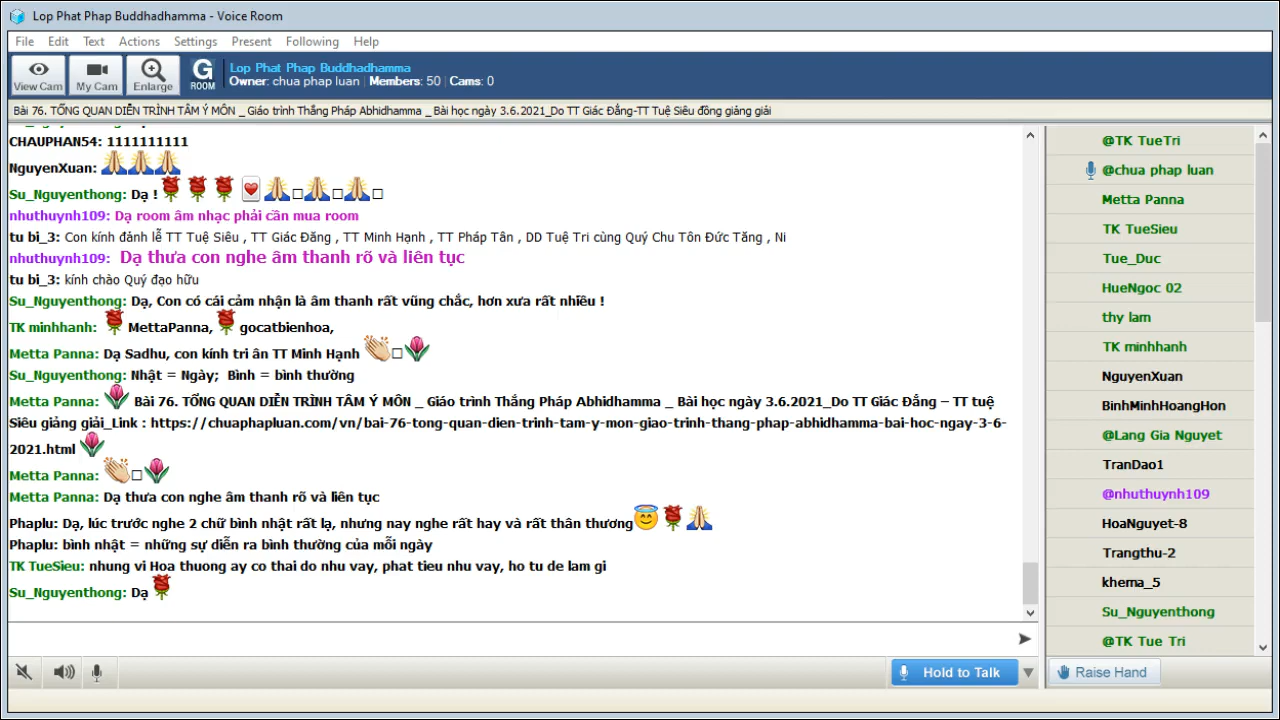 Lop Phat Phap Buddhadhamma - Voice Room
File Edit Text Actions Settings Present Following Help
View Cam My Cam Enlarge G ROOM
Lop Phat Phap Buddhadhamma
Owner: chua phap luan | Members: 50 | Cams: 0
Bài 76. TỔNG QUAN DIỄN TRÌNH TÂM Ý MÔN _ Giáo trình Thắng Pháp Abhidhamma _ Bài học ngày 3.6.2021_Do TT Giác Đẳng-TT Tuệ Siêu đồng giảng giải
CHAUPHAN54: 1111111111
NguyenXuan: 🙏🙏🙏
Su_Nguyenthong: Dạ ! 🌹🌹🌹💌🙏□🙏□🙏□
nhuthuynh109: Dạ room âm nhạc phải cần mua room
tu bi_3: Con kính đảnh lễ TT Tuệ Siêu , TT Giác Đăng , TT Minh Hạnh , TT Pháp Tân , DD Tuệ Tri cùng Quý Chu Tôn Đức Tăng , Ni
nhuthuynh109: Dạ thưa con nghe âm thanh rõ và liên tục
tu bi_3: kính chào Quý đạo hữu
Su_Nguyenthong: Dạ, Con có cái cảm nhận là âm thanh rất vững chắc, hơn xưa rất nhiều !
TK minhhanh: 🌹MettaPanna, 🌹gocatbienhoa,
Metta Panna: Dạ Sadhu, con kính tri ân TT Minh Hạnh 👏□🌷
Su_Nguyenthong: Nhật = Ngày; Bình = bình thường
Metta Panna: 🌷 Bài 76. TỔNG QUAN DIỄN TRÌNH TÂM Ý MÔN _ Giáo trình Thắng Pháp Abhidhamma _ Bài học ngày 3.6.2021_Do TT Giác Đẳng – TT tuệ
Siêu giảng giải_Link : https://chuaphapluan.com/vn/bai-76-tong-quan-dien-trinh-tam-y-mon-giao-trinh-thang-phap-abhidhamma-bai-hoc-ngay-3-6-
2021.html 🌷
Metta Panna: 👏□🌷
Metta Panna: Dạ thưa con nghe âm thanh rõ và liên tục
Phaplu: Dạ, lúc trước nghe 2 chữ bình nhật rất lạ, nhưng nay nghe rất hay và rất thân thương😇🌹🙏
Phaplu: bình nhật = những sự diễn ra bình thường của mỗi ngày
TK TueSieu: nhung vi Hoa thuong ay co thai do nhu vay, phat tieu nhu vay, ho tu de lam gi
Su_Nguyenthong: Dạ🌹
@TK TueTri
@chua phap luan
Metta Panna
TK TueSieu
Tue_Duc
HueNgoc 02
thy lam
TK minhhanh
NguyenXuan
BinhMinhHoangHon
@Lang Gia Nguyet
TranDao1
@nhuthuynh109
HoaNguyet-8
Trangthu-2
khema_5
Su_Nguyenthong
@TK Tue Tri
Hold to Talk
Raise Hand